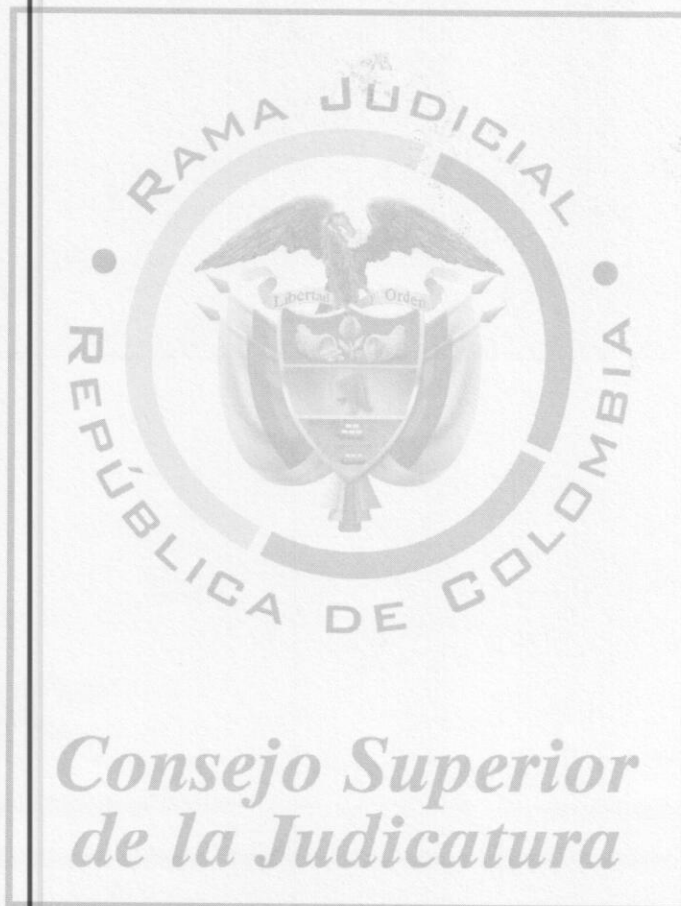 RAMA JUDICIAL
Libertad Orden
REPÚBLICA DE COLOMBIA
Consejo Superior
de la Judicatura